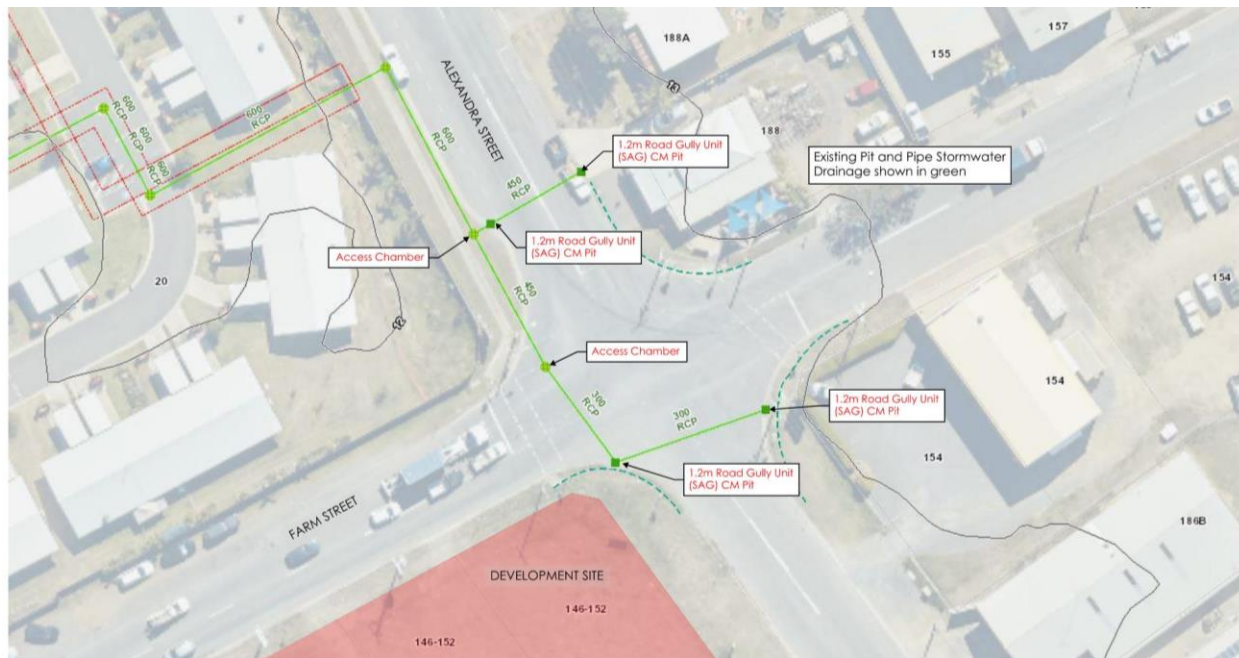 157
155
188A
ALEXANDRA STREET
600
RCP
600
RCP
600
RCP
600
RCP
600
RCP
188
1.2m Road Gully Unit
(SAG) CM Pit
Existing Pit and Pipe Stormwater
Drainage shown in green
450
RCP
1.2m Road Gully Unit
(SAG) CM Pit
Access Chamber
20
154
450
RCP
Access Chamber
154
300
RCP
300
RCP
1.2m Road Gully Unit
(SAG) CM Pit
154
1.2m Road Gully Unit
(SAG) CM Pit
FARM STREET
186B
DEVELOPMENT SITE
146-152
146-152